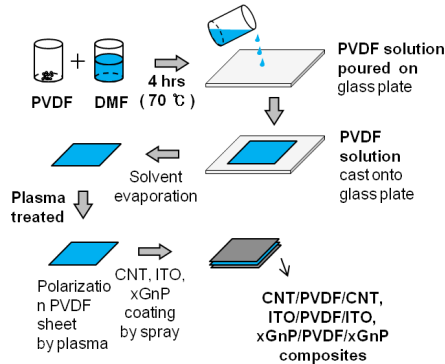 PVDF
+
DMF
4 hrs
(70 ℃)
PVDF solution
poured on
glass plate
PVDF
solution
cast onto
glass plate
Solvent
evaporation
Plasma
treated
Polarizatio
n PVDF
sheet
by plasma
CNT, ITO,
xGnP
coating
by spray
CNT/PVDF/CNT,
ITO/PVDF/ITO,
xGnP/PVDF/xGnP
composites